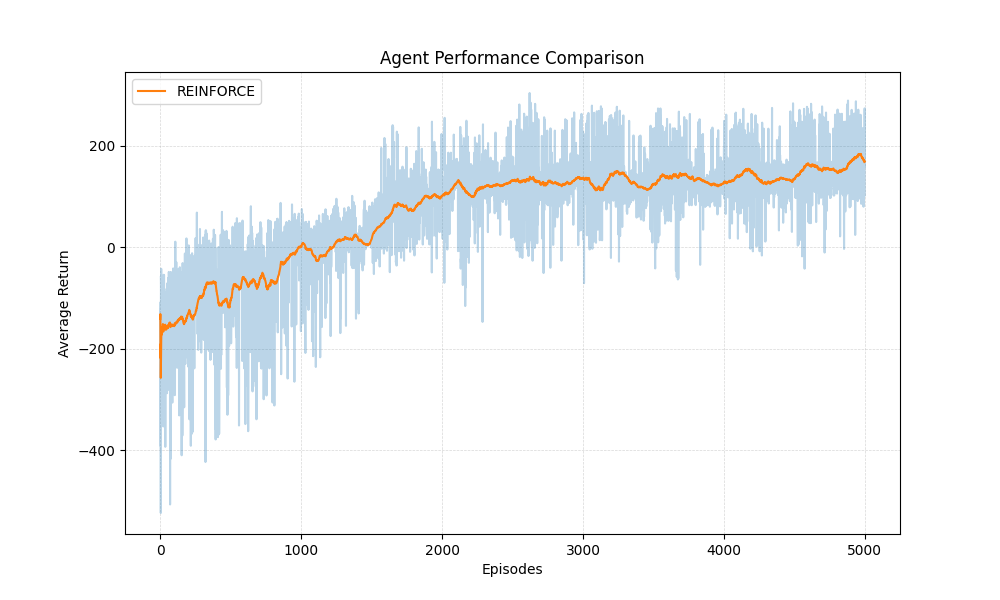 Agent Performance Comparison
REINFORCE
Average Return
200
0
−200
−400
0 1000 2000 3000 4000 5000
Episodes